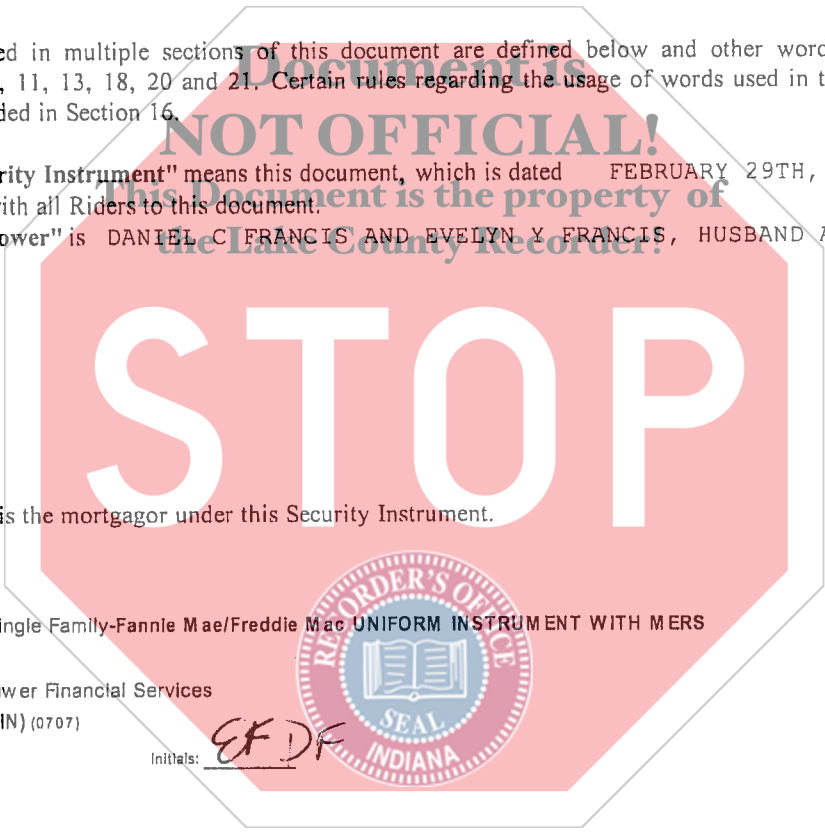 ed in multiple sections of this document are defined below and other word
, 11, 13, 18, 20 and 21. Certain rules regarding the usage of words used in t
ded in Section 16.
Document is
NOT OFFICIAL!
This Document is the property of
the Lake County Recorder!
rity Instrument" means this document, which is dated FEBRUARY 29TH,
ith all Riders to this document.
ower" is DANIEL C FRANCIS AND EVELYN Y FRANCIS, HUSBAND A
STOP
is the mortgagor under this Security Instrument.
ingle Family-Fannie Mae/Freddie Mac UNIFORM INSTRUMENT WITH MERS
wer Financial Services
IN) (0707)
Initials: EF DF
RECORDER'S OFFICE
SEAL
INDIANA